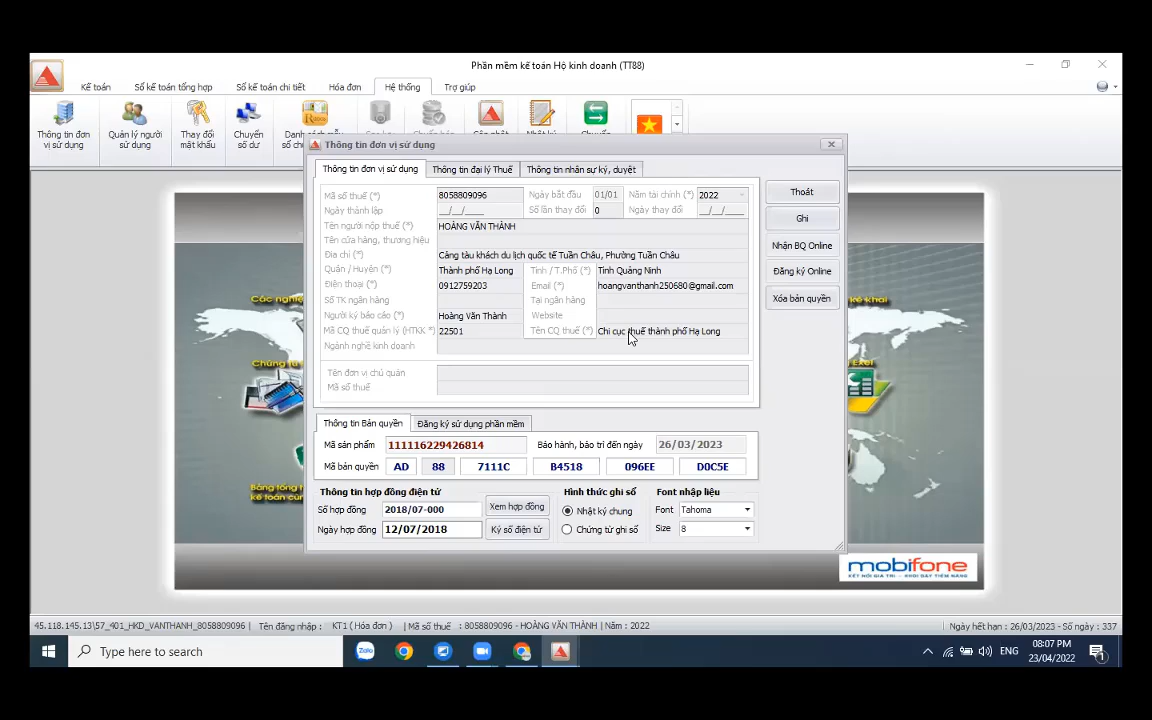 Phần mềm kế toán Hộ kinh doanh (TT88)
Kế toán Sổ kế toán tổng hợp Sổ kế toán chi tiết Hóa đơn Hệ thống Trợ giúp
Thông tin đơn vị sử dụng
Quản lý người sử dụng
Thay đổi mật khẩu
Chuyển số dư
Thông tin đơn vị sử dụng
Thông tin đơn vị sử dụng Thông tin đại lý Thuế Thông tin nhân sự ký, duyệt
Mã số thuế (*) 8058809096 Ngày bắt đầu 01/01 Năm tài chính (*) 2022
Ngày thành lập __/__/____ Số lần thay đổi 0 Ngày thay đổi __/__/____
Tên người nộp thuế (*) HOÀNG VĂN THÀNH
Tên cửa hàng, thương hiệu
Địa chỉ (*) Cảng tàu khách du lịch quốc tế Tuần Châu, Phường Tuần Châu
Quận / Huyện (*) Thành phố Hạ Long Tỉnh / T.Phố (*) Tỉnh Quảng Ninh
Điện thoại (*) 0912759203 Email (*) hoangvanthanh250680@gmail.com
Số TK ngân hàng Tại ngân hàng
Người ký báo cáo (*) Hoàng Văn Thành Website
Mã CQ thuế quản lý (HTKK *) 22501 Tên CQ thuế (*) Chi cục thuế thành phố Hạ Long
Ngành nghề kinh doanh
Tên đơn vị chủ quản
Mã số thuế
Thoát
Ghi
Nhận BQ Online
Đăng ký Online
Xóa bản quyền
Thông tin Bản quyền Đăng ký sử dụng phần mềm
Mã sản phẩm 111116229426814 Bảo hành, bảo trì đến ngày 26/03/2023
Mã bản quyền AD 88 7111C B4518 096EE D0C5E
Thông tin hợp đồng điện tử Hình thức ghi sổ Font nhập liệu
Số hợp đồng 2018/07-000 Xem hợp đồng Nhật ký chung Font Tahoma
Ngày hợp đồng 12/07/2018 Ký số điện tử Chứng từ ghi sổ Size 8
mobifone
KẾT NỐI GIÁ TRỊ - KHƠI DẬY TIỀM NĂNG
45.118.145.13\57_401_HKD_VANTHANH_8058809096 | Tên đăng nhập : KT1 ( Hóa đơn ) | Mã số thuế : 8058809096 - HOÀNG VĂN THÀNH | Năm : 2022 Ngày hết hạn : 26/03/2023 - Số ngày : 337
Type here to search Zalo ENG 08:07 PM
23/04/2022